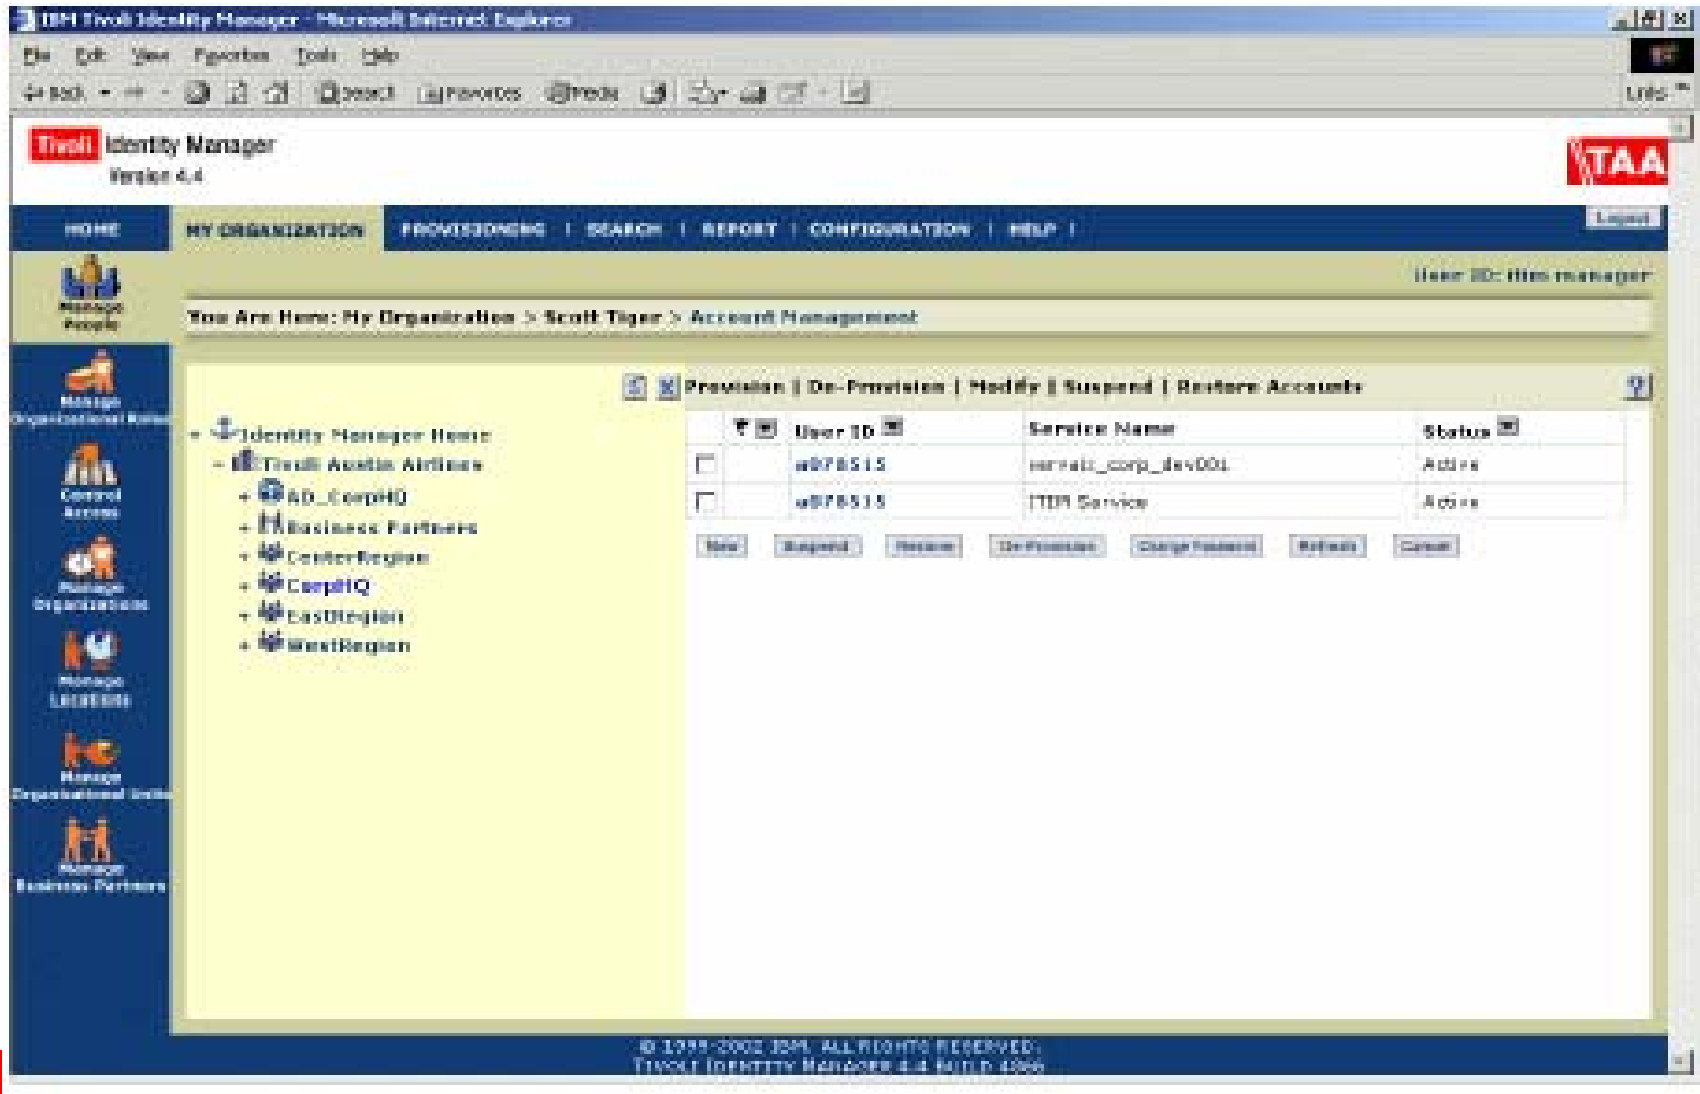 IBM Tivoli Identity Manager - Microsoft Internet Explorer
File Edit View Favorites Tools Help
Back Search Favorites Media Links
Tivoli Identity Manager
Version 4.4
TAA
HOME MY ORGANIZATION PROVISIONING | SEARCH | REPORT | CONFIGURATION | HELP |
Logout
User ID: itim manager
You Are Here: My Organization > Scott Tiger > Account Management
Manage
People
Manage
Organizational Roles
Control
Access
Manage
Organizations
Manage
Locations
Manage
Organizational Units
Manage
Business Partners
Identity Manager Home
- Tivoli Austin Airlines
+ AD_CorpHQ
+ Business Partners
+ CenterRegion
+ CorpHQ
+ EastRegion
+ WestRegion
Provision | De-Provision | Modify | Suspend | Restore Accounts ?
User ID Service Name Status
a078515 Active
a078515 ITIM Service Active
New Suspend Restore De-Provision Change Password Refresh Cancel
© 1999-2002 IBM. ALL RIGHTS RESERVED.
TIVOLI IDENTITY MANAGER 4.4 BUILD